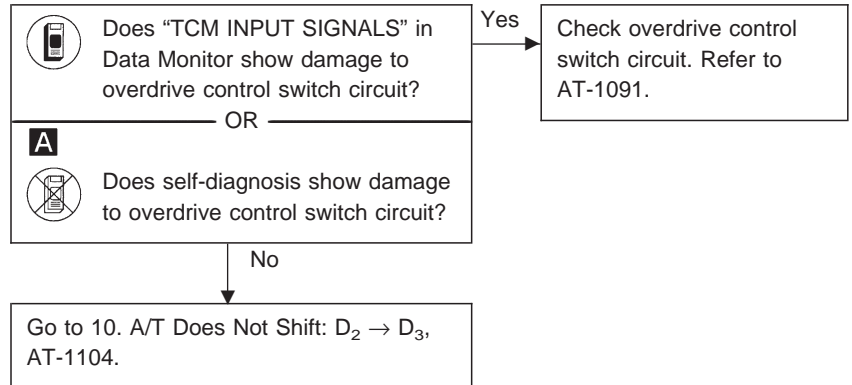 Does “TCM INPUT SIGNALS” in
Data Monitor show damage to
overdrive control switch circuit?
Yes
Check overdrive control
switch circuit. Refer to
AT-1091.
OR
A
Does self-diagnosis show damage
to overdrive control switch circuit?
No
Go to 10. A/T Does Not Shift: D₂ → D₃,
AT-1104.